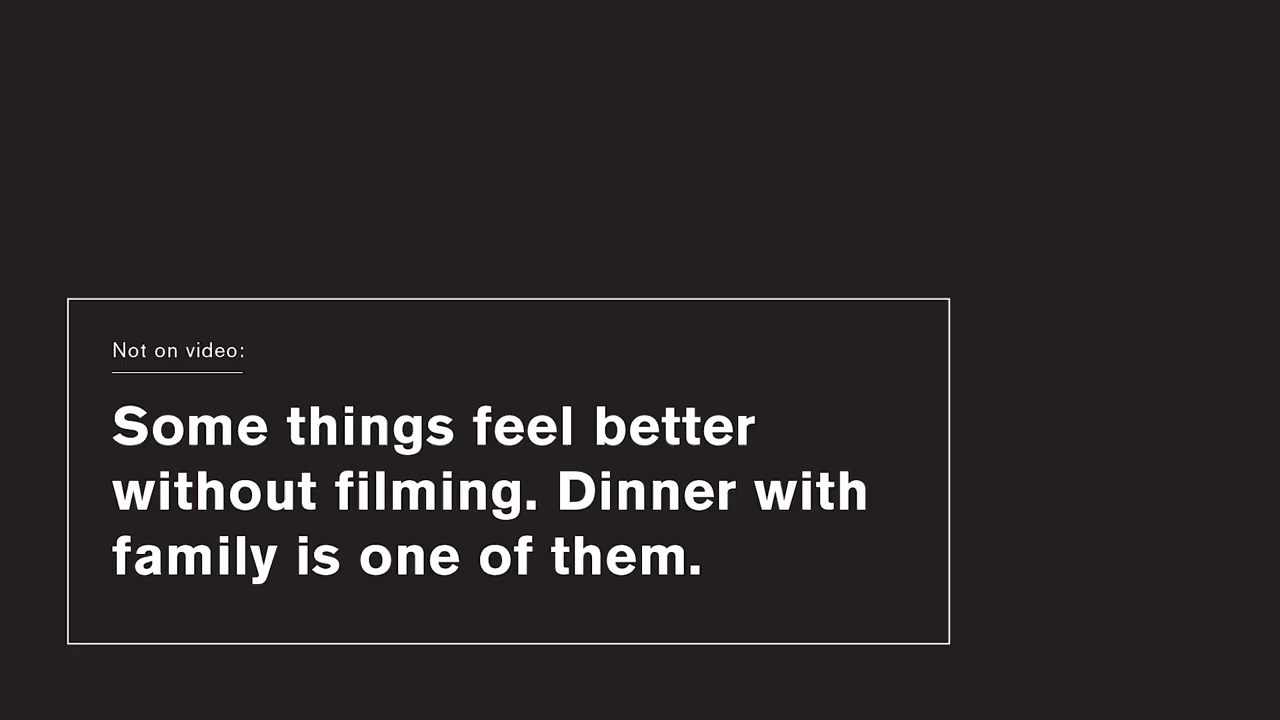 Not on video:
Some things feel better
without filming. Dinner with
family is one of them.